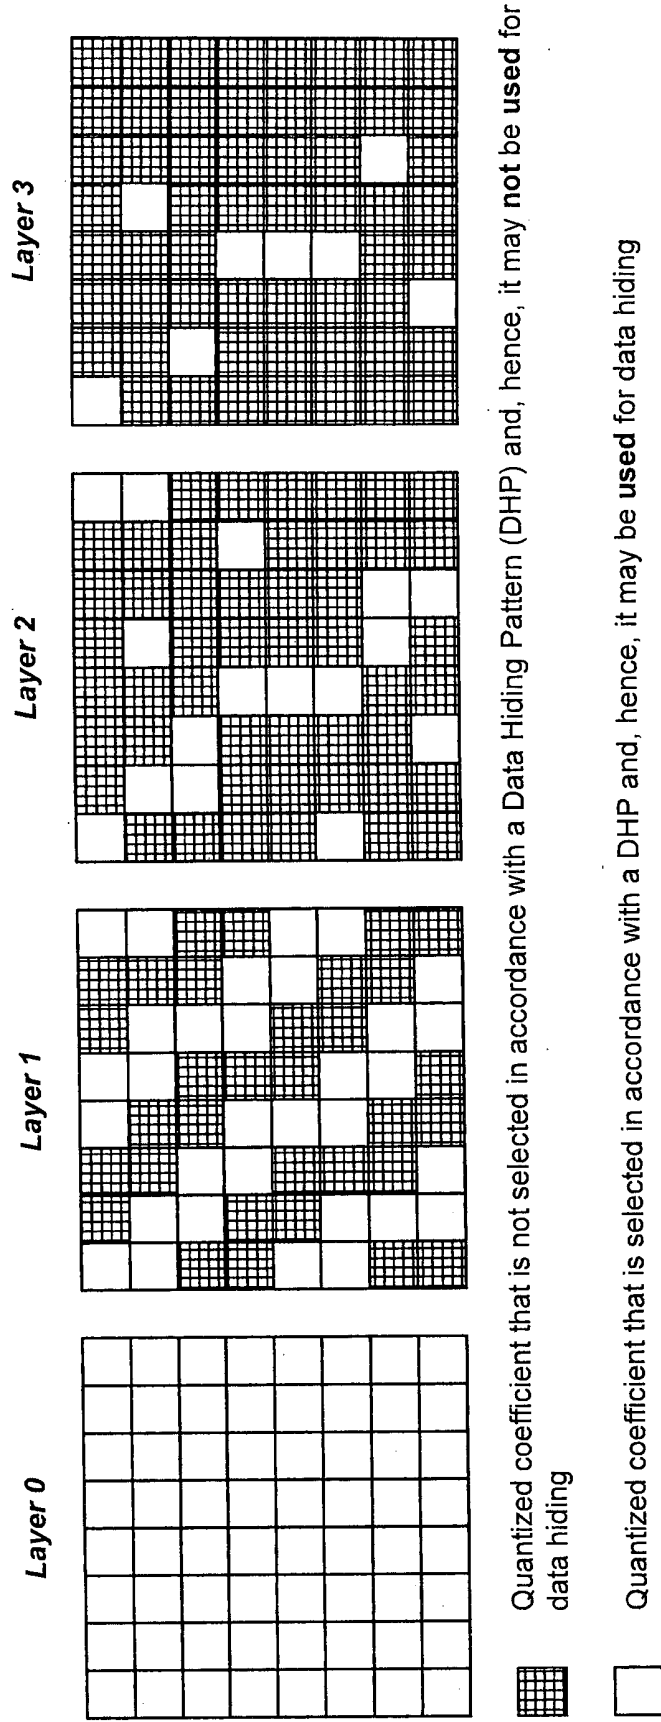 Layer 0
Layer 1
Layer 2
Layer 3
Quantized coefficient that is not selected in accordance with a Data Hiding Pattern (DHP) and, hence, it may not be used for
data hiding
Quantized coefficient that is selected in accordance with a DHP and, hence, it may be used for data hiding